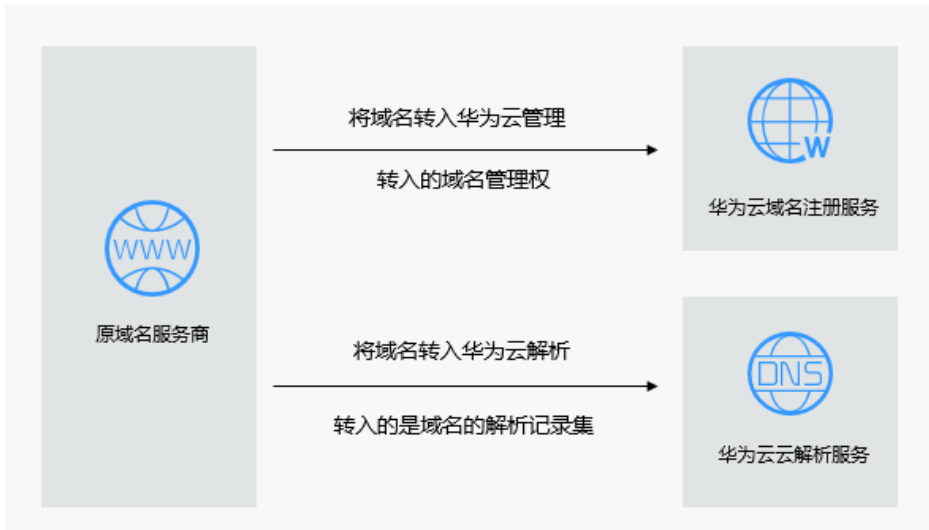 将域名转入华为云管理
转入的域名管理权
W
华为云域名注册服务
WWW
原域名服务商
将域名转入华为云解析
转入的是域名的解析记录集
DNS
华为云云解析服务